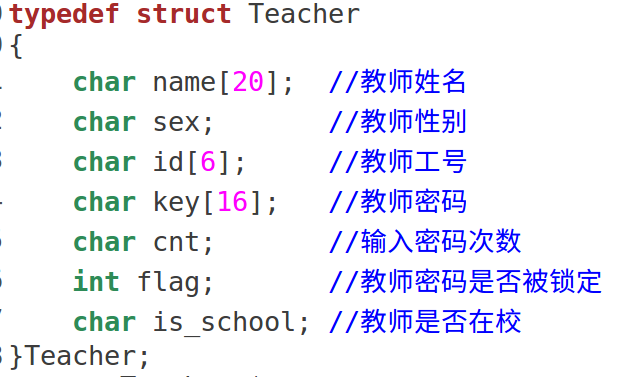 typedef struct Teacher
{
    char name[20];  //教师姓名
    char sex;       //教师性别
    char id[6];     //教师工号
    char key[16];   //教师密码
    char cnt;       //输入密码次数
    int flag;       //教师密码是否被锁定
    char is_school; //教师是否在校
}Teacher;